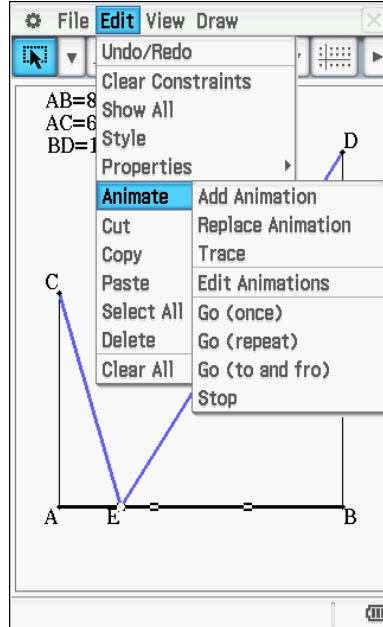 File Edit View Draw
Undo/Redo
Clear Constraints
Show All
Style
Properties
Animate
Cut
Copy
Paste
Select All
Delete
Clear All
Add Animation
Replace Animation
Trace
Edit Animations
Go (once)
Go (repeat)
Go (to and fro)
Stop
AB=8
AC=6
BD=1
D
C
A
E
B